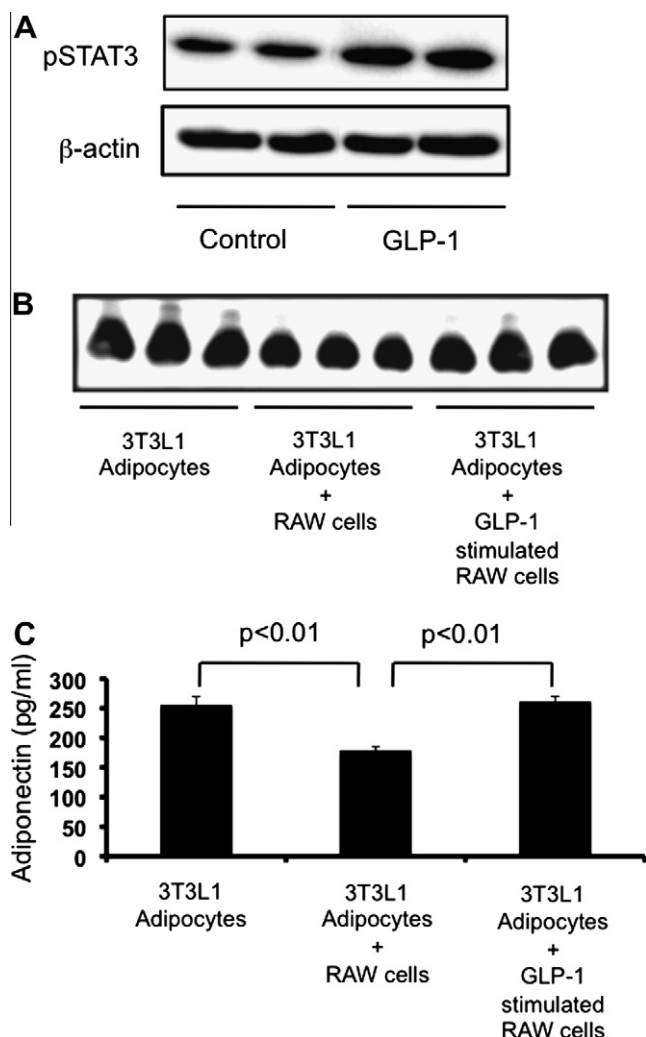 A
pSTAT3
β-actin
Control GLP-1
B
3T3L1 Adipocytes
3T3L1 Adipocytes + RAW cells
3T3L1 Adipocytes + GLP-1 stimulated RAW cells
C
p<0.01 p<0.01
Adiponectin (pg/ml)
300
250
200
150
100
50
0
3T3L1
Adipocytes
3T3L1
Adipocytes
+
RAW cells
3T3L1
Adipocytes
+
GLP-1
stimulated
RAW cells